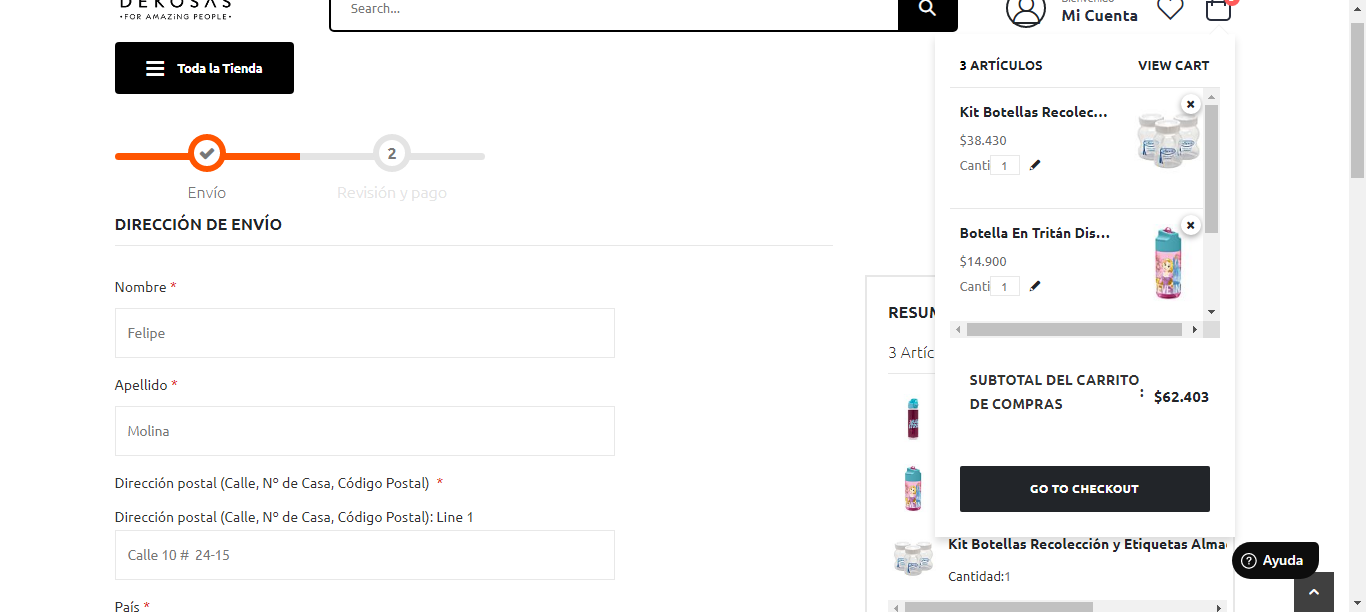 DEKOSAS
•FOR AMAZING PEOPLE•
Search...
Bienvenido
Mi Cuenta
Toda la Tienda
3 ARTÍCULOS
VIEW CART
Kit Botellas Recolec...
$38.430
Canti 1
Botella En Tritán Dis...
$14.900
Canti 1
SUBTOTAL DEL CARRITO
DE COMPRAS
: $62.403
GO TO CHECKOUT
2
Envío
Revisión y pago
DIRECCIÓN DE ENVÍO
Nombre *
Felipe
Apellido *
Molina
Dirección postal (Calle, Nº de Casa, Código Postal) *
Dirección postal (Calle, Nº de Casa, Código Postal): Line 1
Calle 10 # 24-15
País *
RESUM
3 Artíc
Kit Botellas Recolección y Etiquetas Alma
Cantidad:1
Ayuda